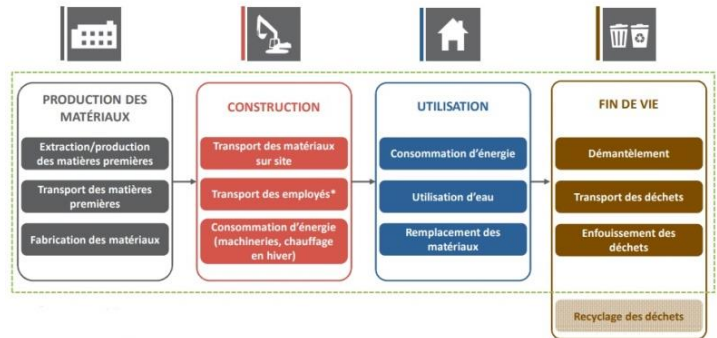 PRODUCTION DES
MATÉRIAUX
Extraction/production
des matières premières
Transport des matières
premières
Fabrication des matériaux
CONSTRUCTION
Transport des matériaux
sur site
Transport des employés*
Consommation d'énergie
(machineries, chauffage
en hiver)
UTILISATION
Consommation d'énergie
Utilisation d'eau
Remplacement des
matériaux
FIN DE VIE
Démantèlement
Transport des déchets
Enfouissement des
déchets
Recyclage des déchets